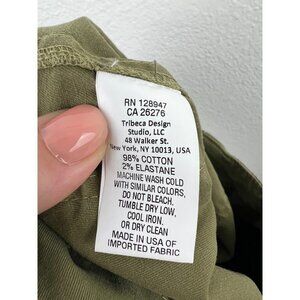 RN 128947
CA 26276
Tribeca Design
Studio, LLC
48 Walker St.
New York, NY 10013, USA
98% COTTON
2% ELASTANE
MACHINE WASH COLD
WITH SIMILAR COLORS,
DO NOT BLEACH.
TUMBLE DRY LOW,
COOL IRON.
or DRY CLEAN
MADE IN USA OF
IMPORTED FABRIC